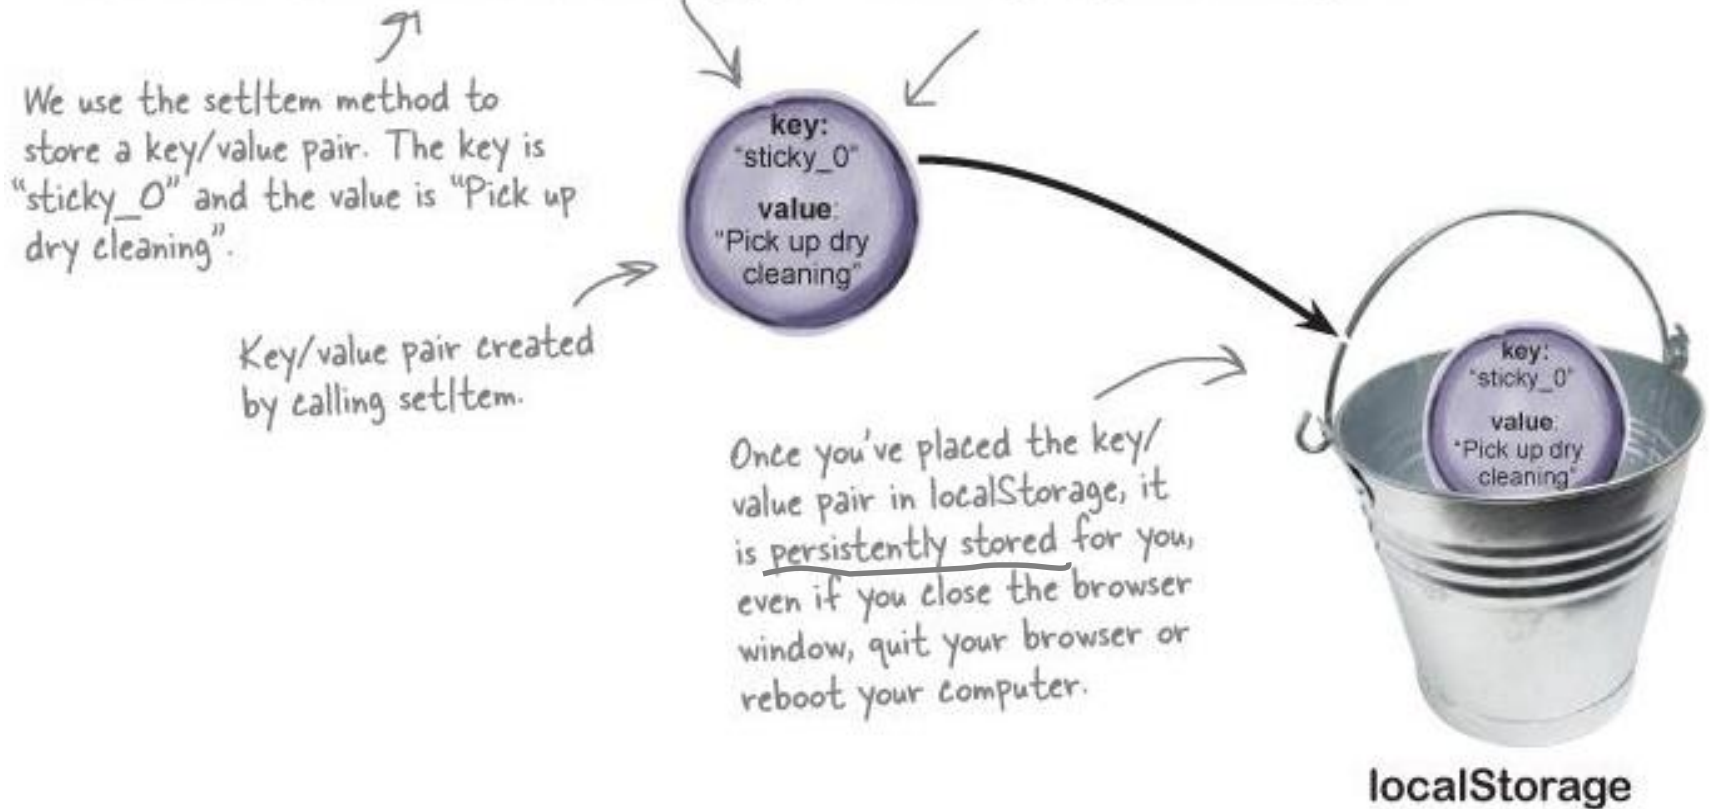 We use the setItem method to
store a key/value pair. The key is
"sticky_0" and the value is "Pick up
dry cleaning".
key:
"sticky_0"
value:
"Pick up dry
cleaning"
Key/value pair created
by calling setItem.
Once you've placed the key/
value pair in localStorage, it
is persistently stored for you,
even if you close the browser
window, quit your browser or
reboot your computer.
key:
"sticky_0"
value:
"Pick up dry
cleaning"
localStorage